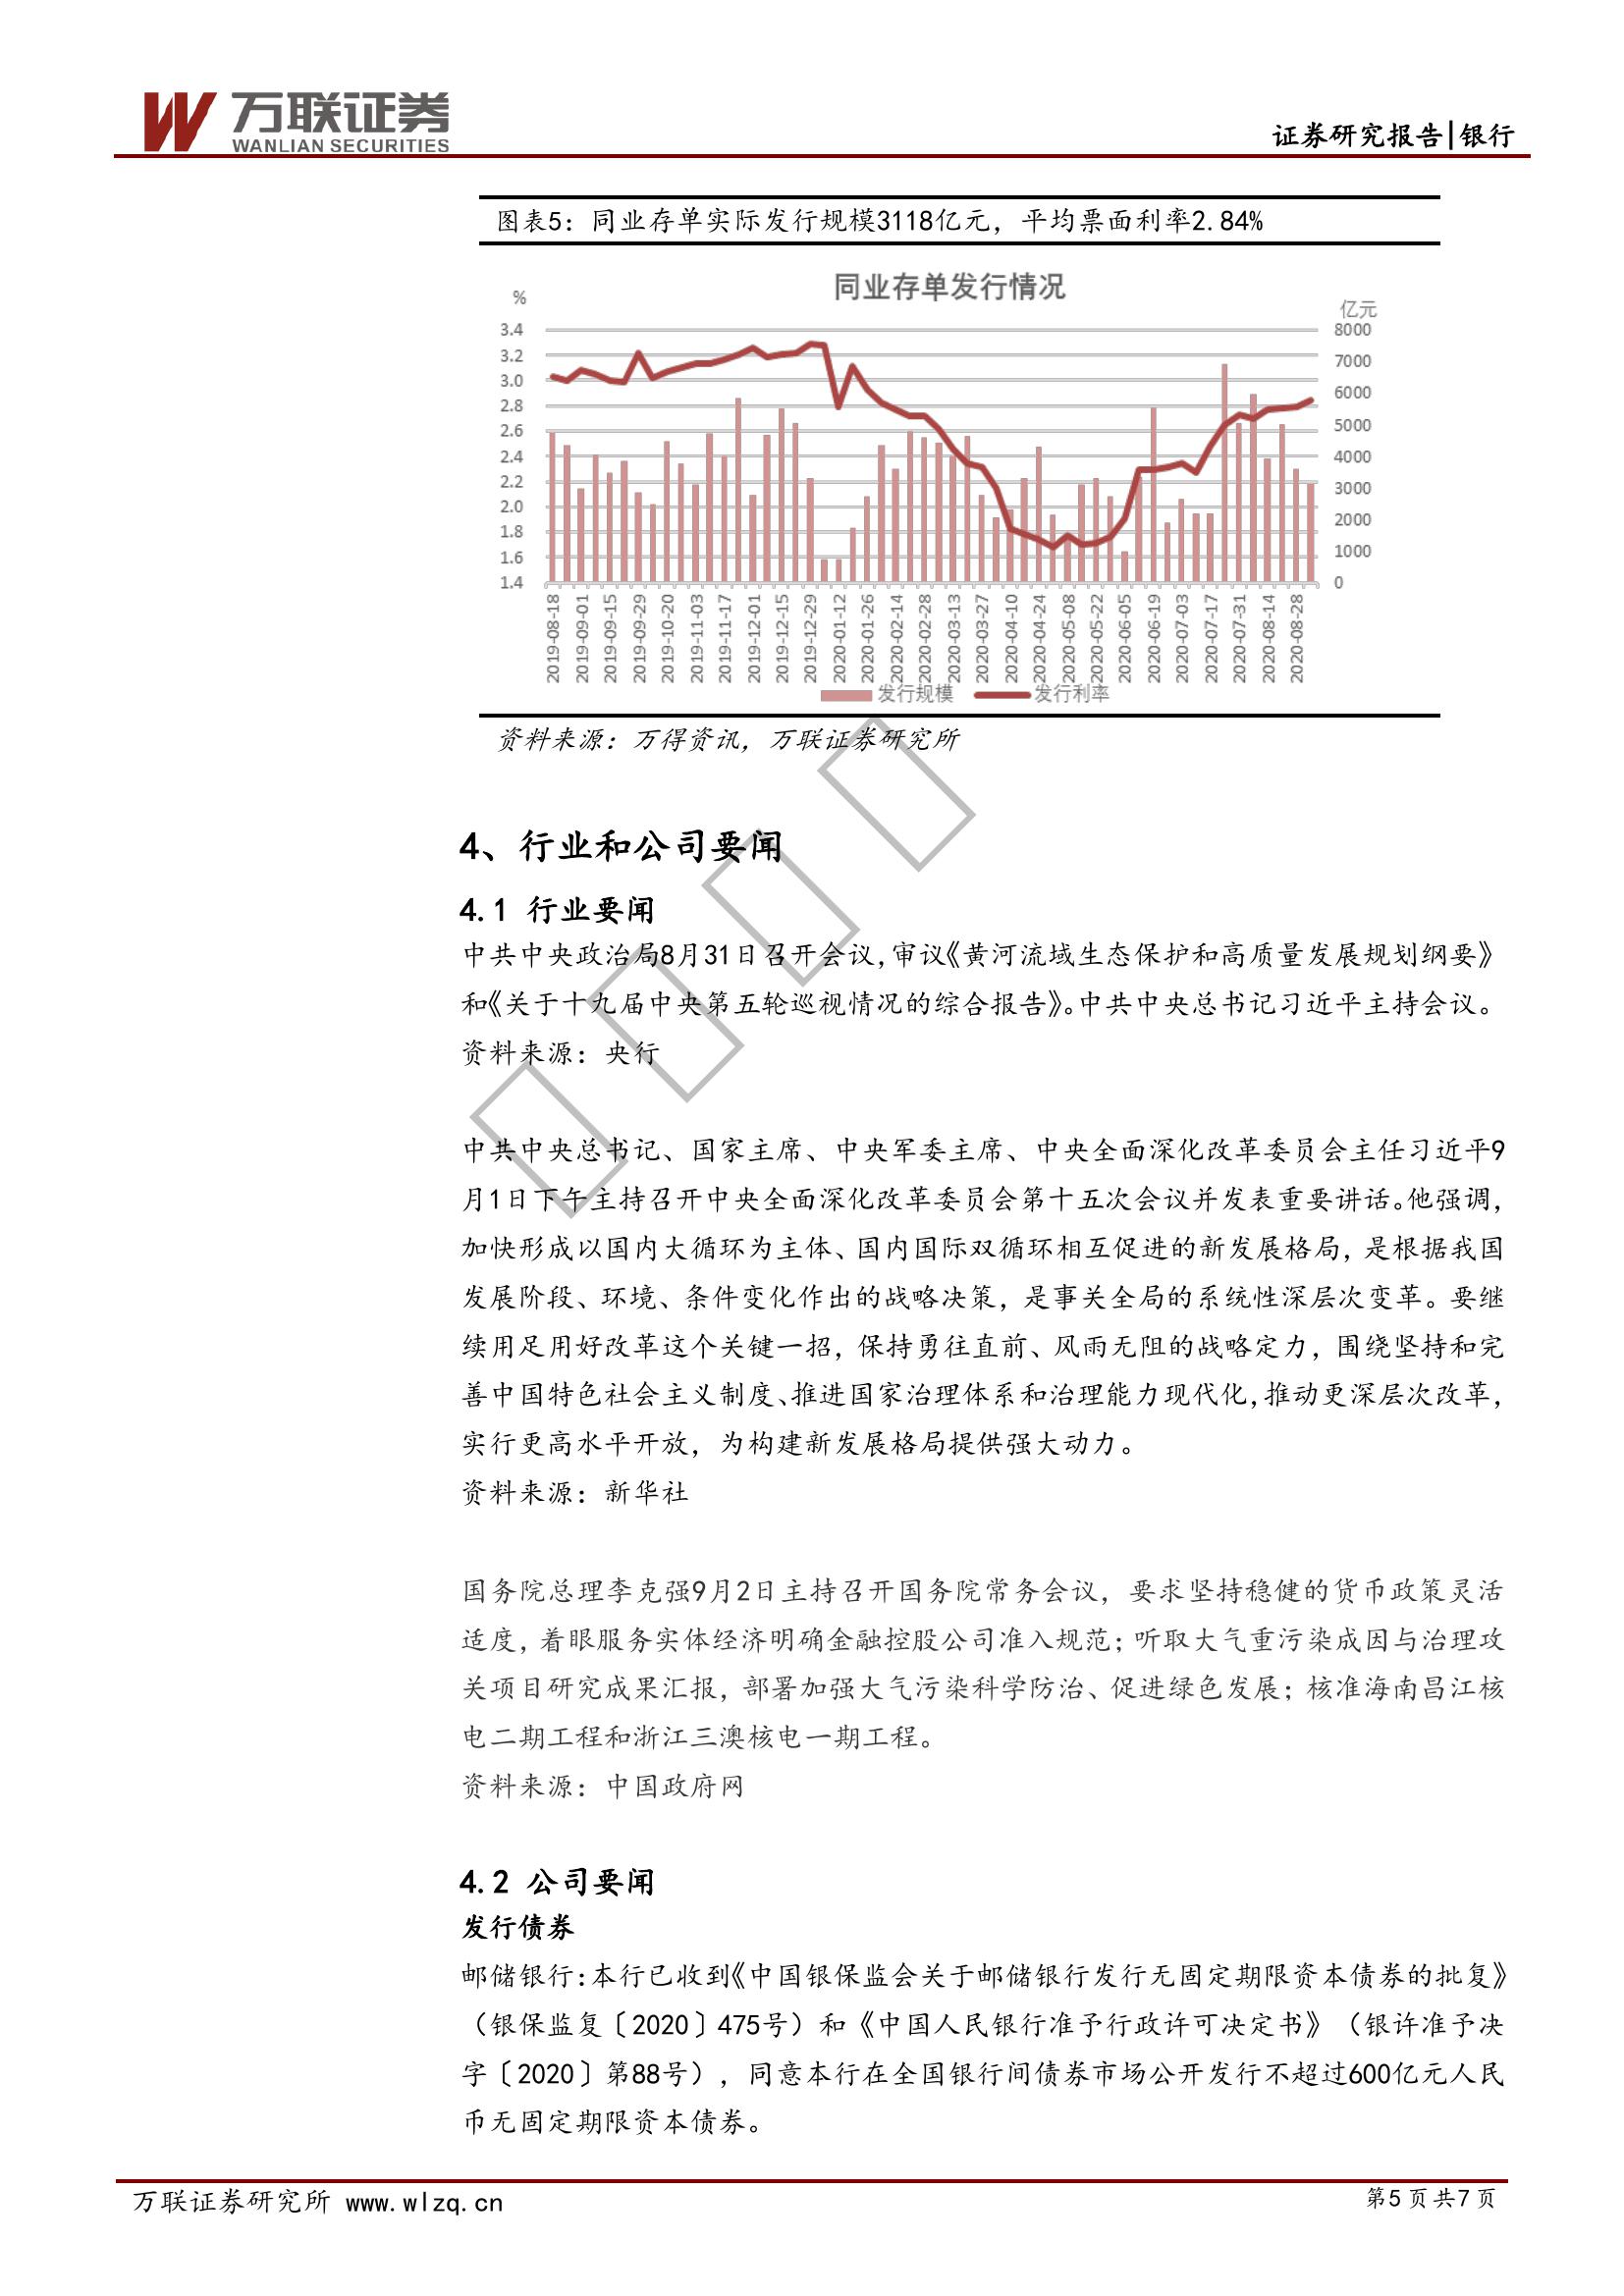 万联证券
WANLIAN SECURITIES
证券研究报告|银行
图表5：同业存单实际发行规模3118亿元，平均票面利率2.84%
同业存单发行情况
%
亿元
3.4
3.2
3.0
2.8
2.6
2.4
2.2
2.0
1.8
1.6
1.4
8000
7000
6000
5000
4000
3000
2000
1000
0
2019-08-18
2019-09-01
2019-09-15
2019-09-29
2019-10-20
2019-11-03
2019-11-17
2019-12-01
2019-12-15
2019-12-29
2020-01-12
2020-01-26
2020-02-14
2020-02-28
2020-03-13
2020-03-27
2020-04-10
2020-04-24
2020-05-08
2020-05-22
2020-06-05
2020-06-19
2020-07-03
2020-07-17
2020-07-31
2020-08-14
2020-08-28
发行规模 发行利率
资料来源：万得资讯，万联证券研究所
4、行业和公司要闻
4.1 行业要闻
中共中央政治局8月31日召开会议，审议《黄河流域生态保护和高质量发展规划纲要》
和《关于十九届中央第五轮巡视情况的综合报告》。中共中央总书记习近平主持会议。
资料来源：央行
中共中央总书记、国家主席、中央军委主席、中央全面深化改革委员会主任习近平9
月1日下午主持召开中央全面深化改革委员会第十五次会议并发表重要讲话。他强调，
加快形成以国内大循环为主体、国内国际双循环相互促进的新发展格局，是根据我国
发展阶段、环境、条件变化作出的战略决策，是事关全局的系统性深层次变革。要继
续用足用好改革这个关键一招，保持勇往直前、风雨无阻的战略定力，围绕坚持和完
善中国特色社会主义制度、推进国家治理体系和治理能力现代化，推动更深层次改革，
实行更高水平开放，为构建新发展格局提供强大动力。
资料来源：新华社
国务院总理李克强9月2日主持召开国务院常务会议，要求坚持稳健的货币政策灵活
适度，着眼服务实体经济明确金融控股公司准入规范；听取大气重污染成因与治理攻
关项目研究成果汇报，部署加强大气污染科学防治、促进绿色发展；核准海南昌江核
电二期工程和浙江三澳核电一期工程。
资料来源：中国政府网
4.2 公司要闻
发行债券
邮储银行：本行已收到《中国银保监会关于邮储银行发行无固定期限资本债券的批复》
（银保监复〔2020〕475号）和《中国人民银行准予行政许可决定书》（银许准予决
字〔2020〕第88号），同意本行在全国银行间债券市场公开发行不超过600亿元人民
币无固定期限资本债券。
万联证券研究所 www.wlzq.cn
第5页共7页